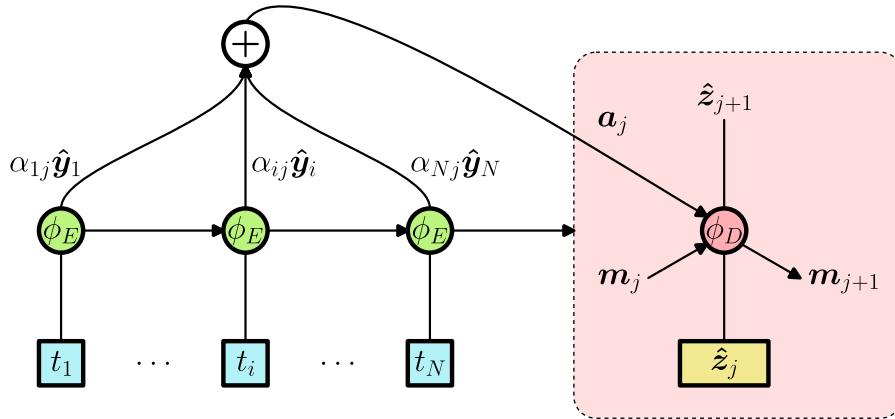 +
ẑ_{j+1}
a_j
α_{1j}ŷ_1
α_{ij}ŷ_i
α_{Nj}ŷ_N
ϕ_E
ϕ_E
ϕ_E
ϕ_D
m_j
m_{j+1}
t_1
⋯
t_i
⋯
t_N
ẑ_j